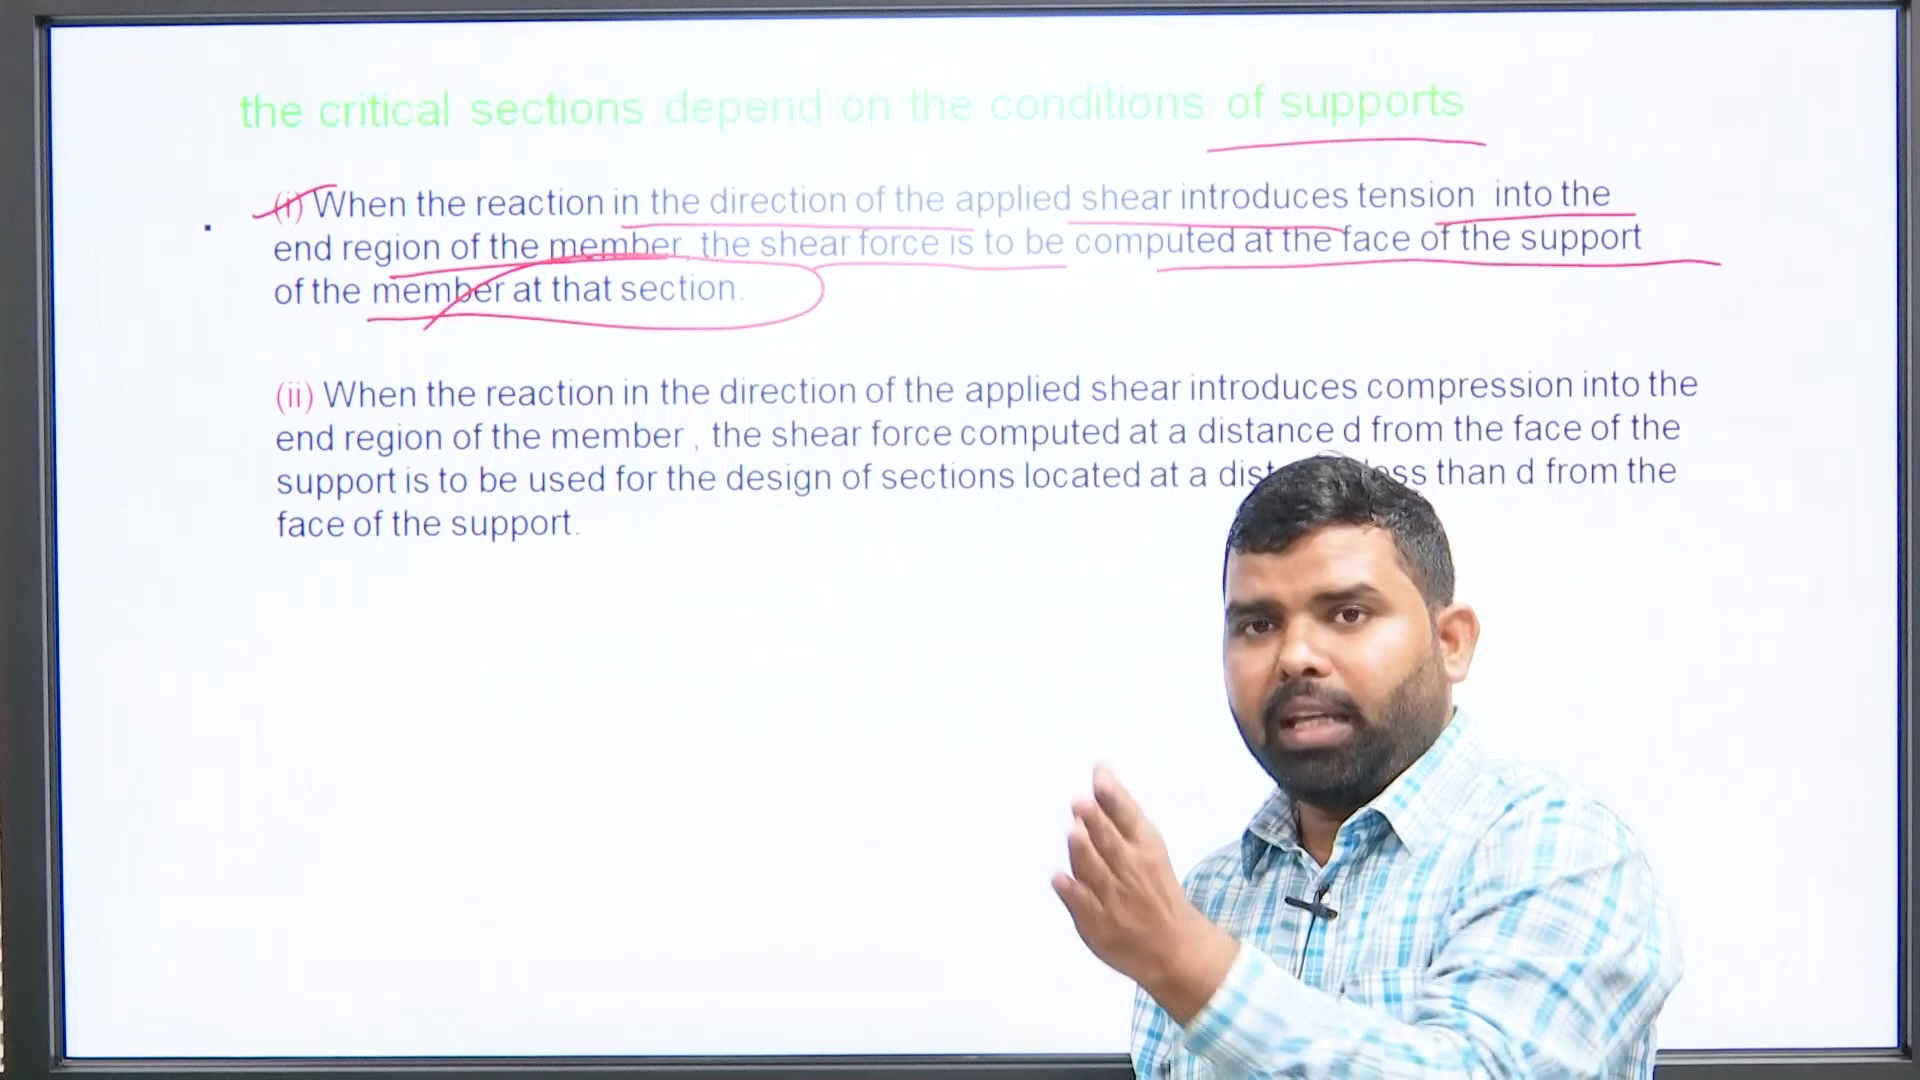 the critical sections depend on the conditions of supports
(i) When the reaction in the direction of the applied shear introduces tension into the
end region of the member, the shear force is to be computed at the face of the support
of the member at that section.
(ii) When the reaction in the direction of the applied shear introduces compression into the
end region of the member , the shear force computed at a distance d from the face of the
support is to be used for the design of sections located at a than d from the
face of the support.